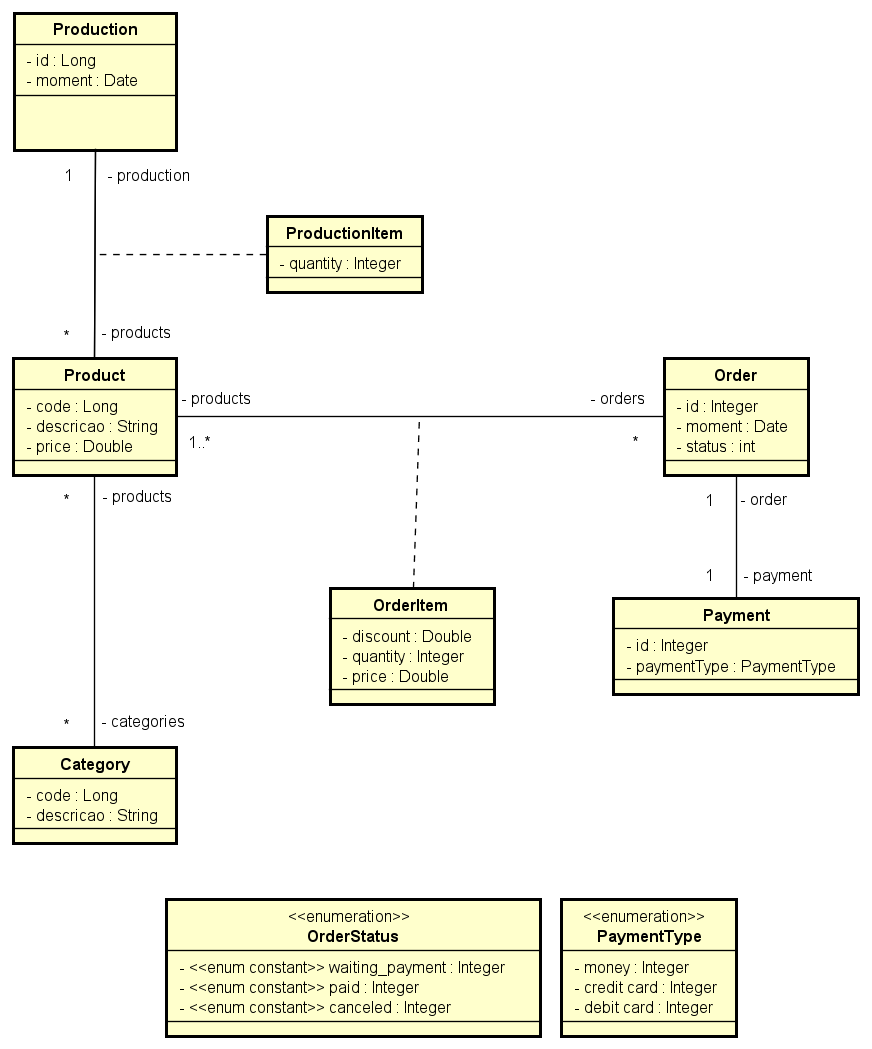 Production
- id : Long
- moment : Date
1
- production
ProductionItem
- quantity : Integer
*
- products
Product
- code : Long
- descricao : String
- price : Double
- products
1..*
- orders
*
Order
- id : Integer
- moment : Date
- status : int
*
- products
1
- order
1
- payment
OrderItem
- discount : Double
- quantity : Integer
- price : Double
Payment
- id : Integer
- paymentType : PaymentType
*
- categories
Category
- code : Long
- descricao : String
<<enumeration>>
OrderStatus
- <<enum constant>> waiting_payment : Integer
- <<enum constant>> paid : Integer
- <<enum constant>> canceled : Integer
<<enumeration>>
PaymentType
- money : Integer
- credit card : Integer
- debit card : Integer